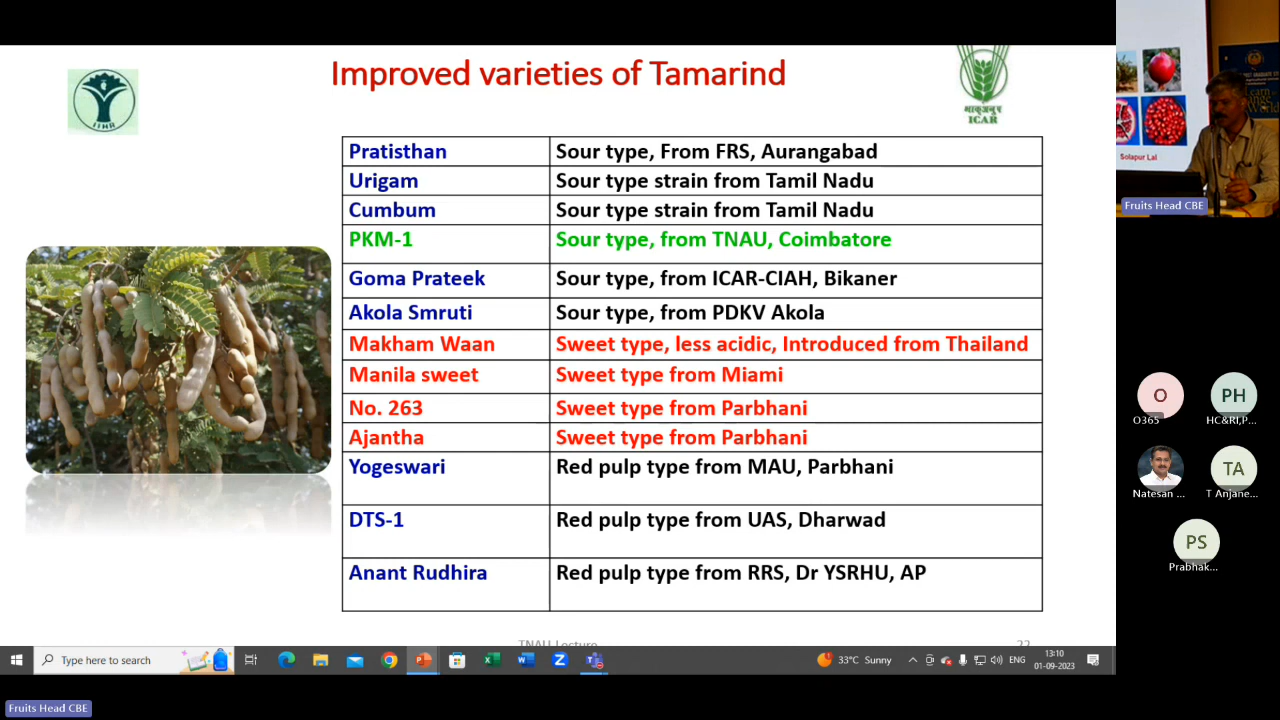 Improved varieties of Tamarind
IIHR
भाकृअनुप
ICAR
Pratisthan Sour type, From FRS, Aurangabad
Urigam Sour type strain from Tamil Nadu
Cumbum Sour type strain from Tamil Nadu
PKM-1 Sour type, from TNAU, Coimbatore
Goma Prateek Sour type, from ICAR-CIAH, Bikaner
Akola Smruti Sour type, from PDKV Akola
Makham Waan Sweet type, less acidic, Introduced from Thailand
Manila sweet Sweet type from Miami
No. 263 Sweet type from Parbhani
Ajantha Sweet type from Parbhani
Yogeswari Red pulp type from MAU, Parbhani
DTS-1 Red pulp type from UAS, Dharwad
Anant Rudhira Red pulp type from RRS, Dr YSRHU, AP
TNAU Lecture 22
Type here to search
33°C Sunny
ENG
13:10
01-09-2023
Fruits Head CBE
Solapur Lal
Fruits Head CBE
O
O365
PH
HC&RI,P...
Natesan ...
TA
T Anjane...
PS
Prabhak...